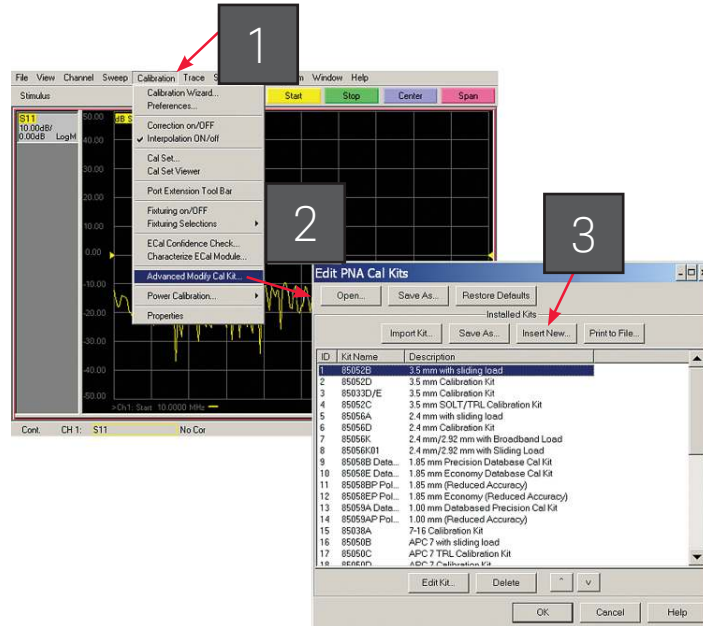 1
File View Channel Sweep Calibration Trace S m Window Help
Stimulus Start Stop Center Span
S11
10.00dB/
0.00dB LogM
50.00 dB S
40.00
30.00
20.00
10.00
0.00
-10.00
-20.00
-30.00
-40.00
-50.00
>Ch1: Start 10.0000 MHz
Cont. CH 1: S11 No Cor
Calibration Wizard...
Preferences...
Correction on/OFF
Interpolation ON/off
Cal Set...
Cal Set Viewer
Port Extension Tool Bar
Fixturing on/OFF
Fixturing Selections
ECal Confidence Check...
Characterize ECal Module...
Advanced Modify Cal Kit...
Power Calibration...
Properties
2
3
Edit PNA Cal Kits
Open... Save As... Restore Defaults
Installed Kits
Import Kit... Save As... Insert New... Print to File...
ID Kit Name Description
1 85052B 3.5 mm with sliding load
2 85052D 3.5 mm Calibration Kit
3 85033D/E 3.5 mm Calibration Kit
4 85052C 3.5 mm SOLT/TRL Calibration Kit
5 85056A 2.4 mm with sliding load
6 85056D 2.4 mm Calibration Kit
7 85056K 2.4 mm/2.92 mm with Broadband Load
8 85056K01 2.4 mm/2.92 mm with Sliding Load
9 85058B Data... 1.85 mm Precision Database Cal Kit
10 85058E Data... 1.85 mm Economy Database Cal Kit
11 85058BP Pol... 1.85 mm (Reduced Accuracy)
12 85058EP Pol... 1.85 mm Economy (Reduced Accuracy)
13 85059A Data... 1.00 mm Databased Precision Cal Kit
14 85059AP Pol... 1.00 mm (Reduced Accuracy)
15 85038A 7-16 Calibration Kit
16 85050B APC 7 with sliding load
17 85050C APC 7 TRL Calibration Kit
18 85050D APC 7 Calibration Kit
Edit Kit... Delete ^ v
OK Cancel Help